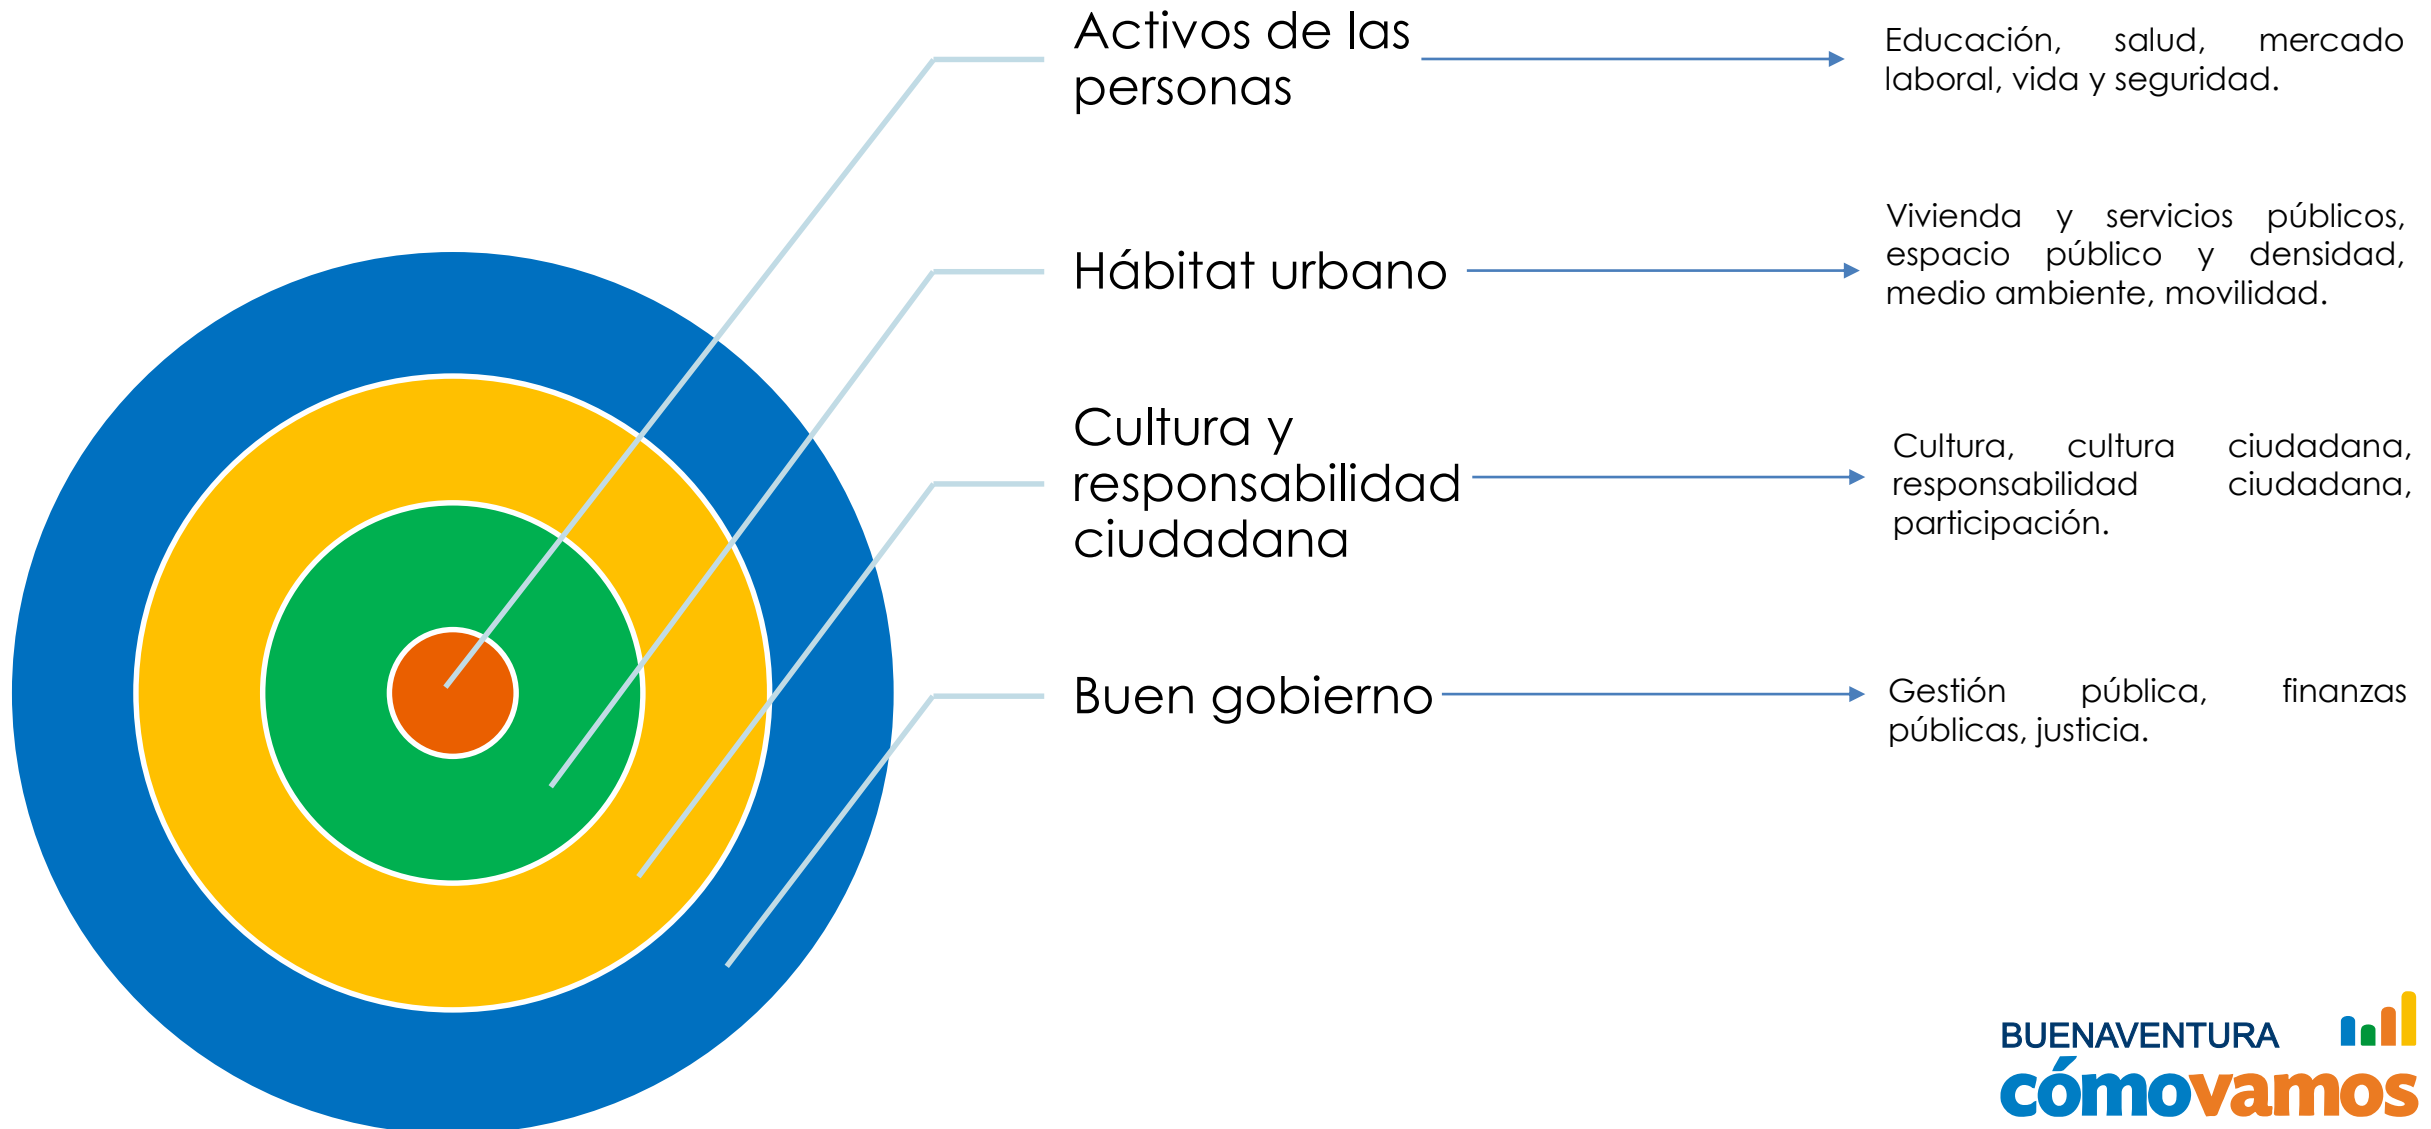 Activos de las
personas
Educación, salud, mercado
laboral, vida y seguridad.
Hábitat urbano
Vivienda y servicios públicos,
espacio público y densidad,
medio ambiente, movilidad.
Cultura y
responsabilidad
ciudadana
Cultura, cultura ciudadana,
responsabilidad ciudadana,
participación.
Buen gobierno
Gestión pública, finanzas
públicas, justicia.
BUENAVENTURA
cómovamos